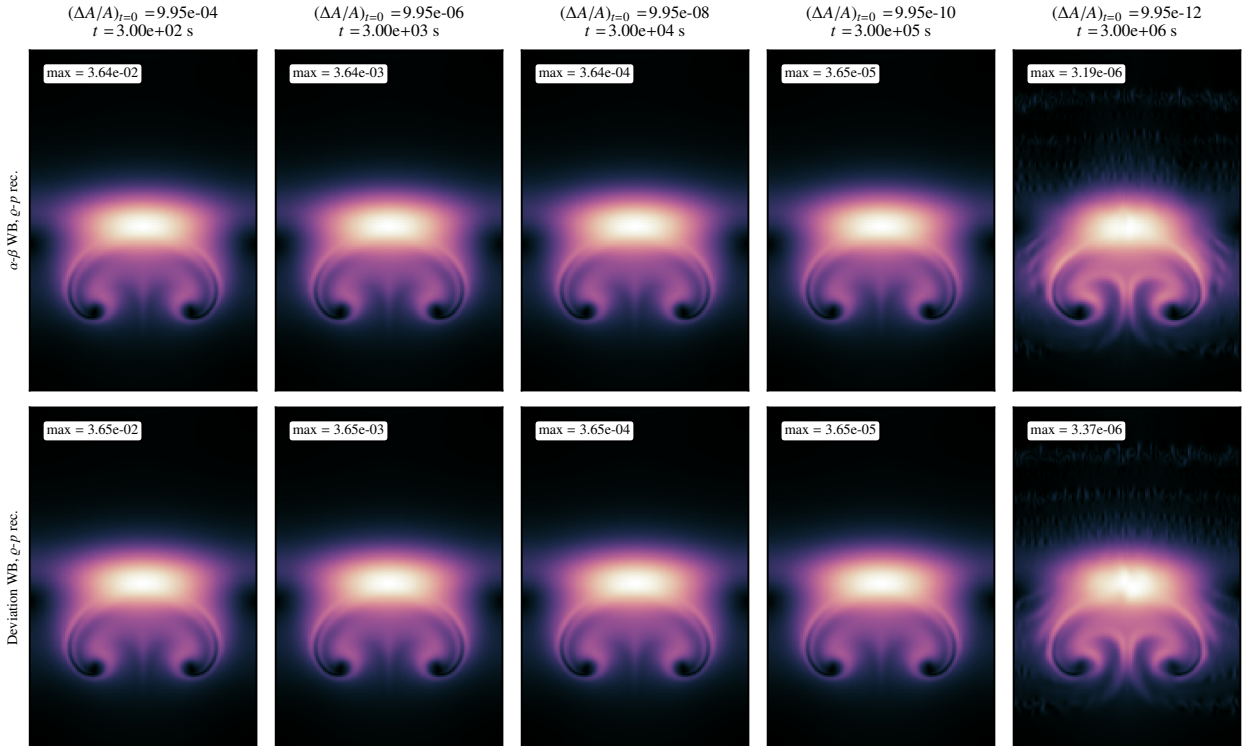 (ΔA/A)t=0 =9.95e-04
t =3.00e+02 s
(ΔA/A)t=0 =9.95e-06
t =3.00e+03 s
(ΔA/A)t=0 =9.95e-08
t =3.00e+04 s
(ΔA/A)t=0 =9.95e-10
t =3.00e+05 s
(ΔA/A)t=0 =9.95e-12
t =3.00e+06 s
α-β WB, ϱ-p rec.
max = 3.64e-02
max = 3.64e-03
max = 3.64e-04
max = 3.65e-05
max = 3.19e-06
Deviation WB, ϱ-p rec.
max = 3.65e-02
max = 3.65e-03
max = 3.65e-04
max = 3.65e-05
max = 3.37e-06